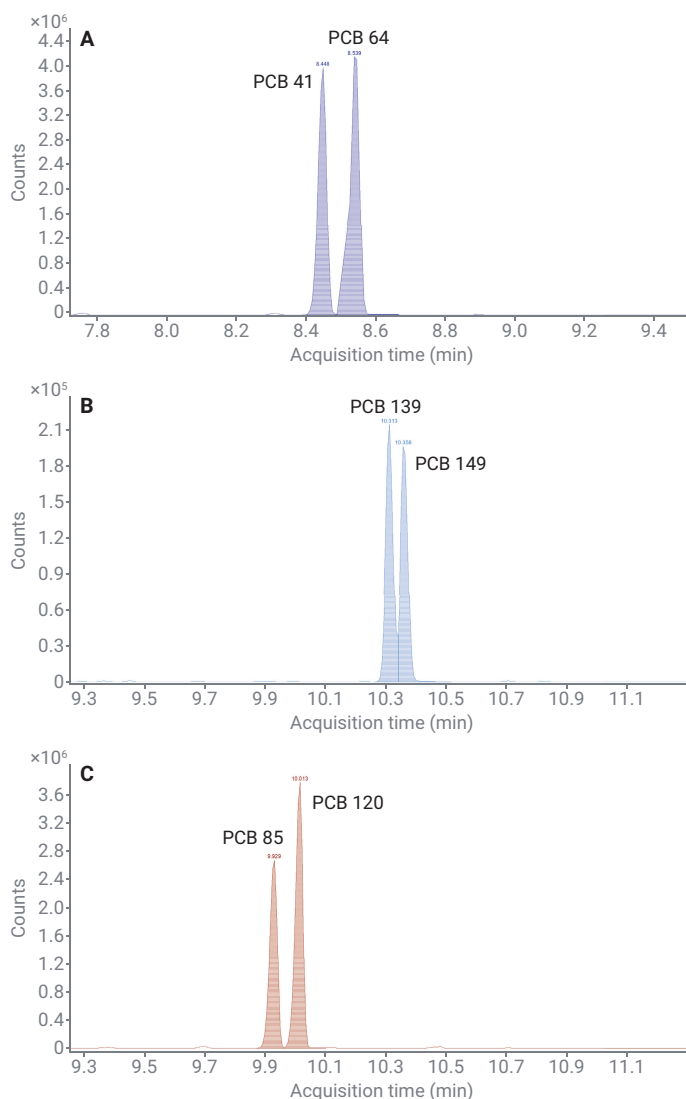 ×10⁶
A
PCB 64
4.4
8.448
8.539
PCB 41
4.0
3.6
3.2
2.8
2.4
2.0
1.6
1.2
0.8
0.4
0
Counts
7.8 8.0 8.2 8.4 8.6 8.8 9.0 9.2 9.4
Acquisition time (min)
×10⁵
B
PCB 139
10.313
10.358
PCB 149
2.1
1.8
1.5
1.2
0.9
0.6
0.3
0
Counts
9.3 9.5 9.7 9.9 10.1 10.3 10.5 10.7 10.9 11.1
Acquisition time (min)
×10⁶
C
10.013
PCB 120
PCB 85
9.929
3.6
3.2
2.8
2.4
2.0
1.6
1.2
0.8
0.4
0
Counts
9.3 9.5 9.7 9.9 10.1 10.3 10.5 10.7 10.9 11.1
Acquisition time (min)